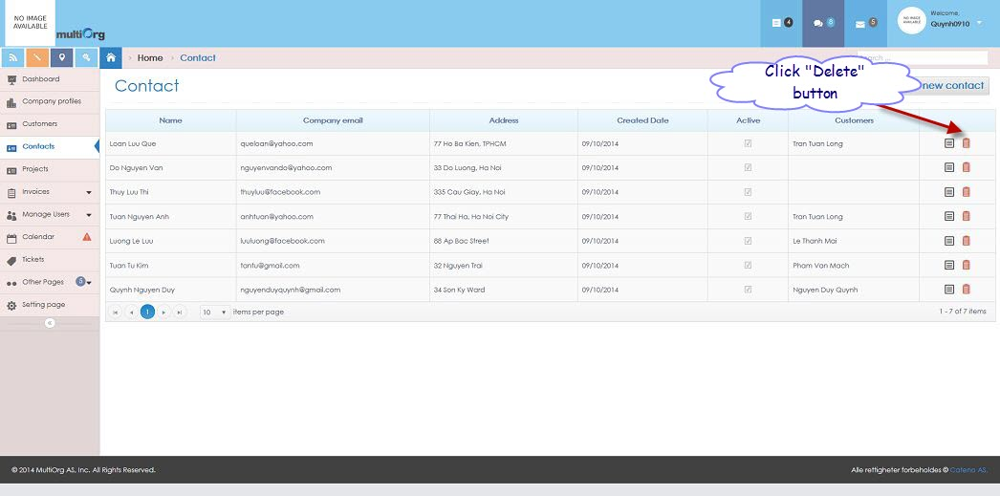 NO IMAGE
AVAILABLE
multiOrg
4
8
5
NO IMAGE
AVAILABLE
Welcome,
Quynh0910
Home
Contact
Search ...
Dashboard
Company profiles
Customers
Contacts
Projects
Invoices
Manage Users
Calendar
Tickets
Other Pages 5
Setting page
Contact
Click "Delete"
button
new contact
Name Company email Address Created Date Active Customers
Loan Luu Que queloan@yahoo.com 77 Ho Ba Kien, TPHCM 09/10/2014 Tran Tuan Long
Do Nguyen Van nguyenvando@yahoo.com 33 Do Luong, Ha Noi 09/10/2014
Thuy Luu Thi thuyluu@facebook.com 335 Cau Giay, Ha Noi 09/10/2014
Tuan Nguyen Anh anhtuan@yahoo.com 77 Thai Ha, Ha Noi City 09/10/2014 Tran Tuan Long
Luong Le Luu luuluong@facebook.com 88 Ap Bac Street 09/10/2014 Le Thanh Mai
Tuan Tu Kim tantu@gmail.com 32 Nguyen Trai 09/10/2014 Pham Van Mach
Quynh Nguyen Duy nguyenduyquynh@gmail.com 34 Son Ky Ward 09/10/2014 Nguyen Duy Quynh
1 10 items per page 1 - 7 of 7 items
© 2014 MultiOrg AS, Inc. All Rights Reserved.
Alle rettigheter forbeholdes © Catena AS.